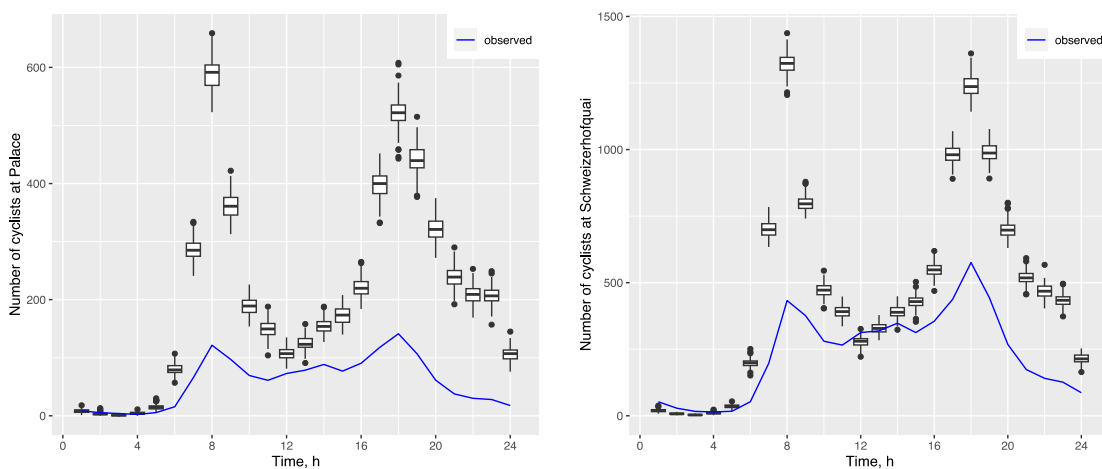 observed
600
400
200
0
Number of cyclists at Palace
0 4 8 12 16 20 24
Time, h
observed
1500
1000
500
0
Number of cyclists at Schweizerhofquai
0 4 8 12 16 20 24
Time, h